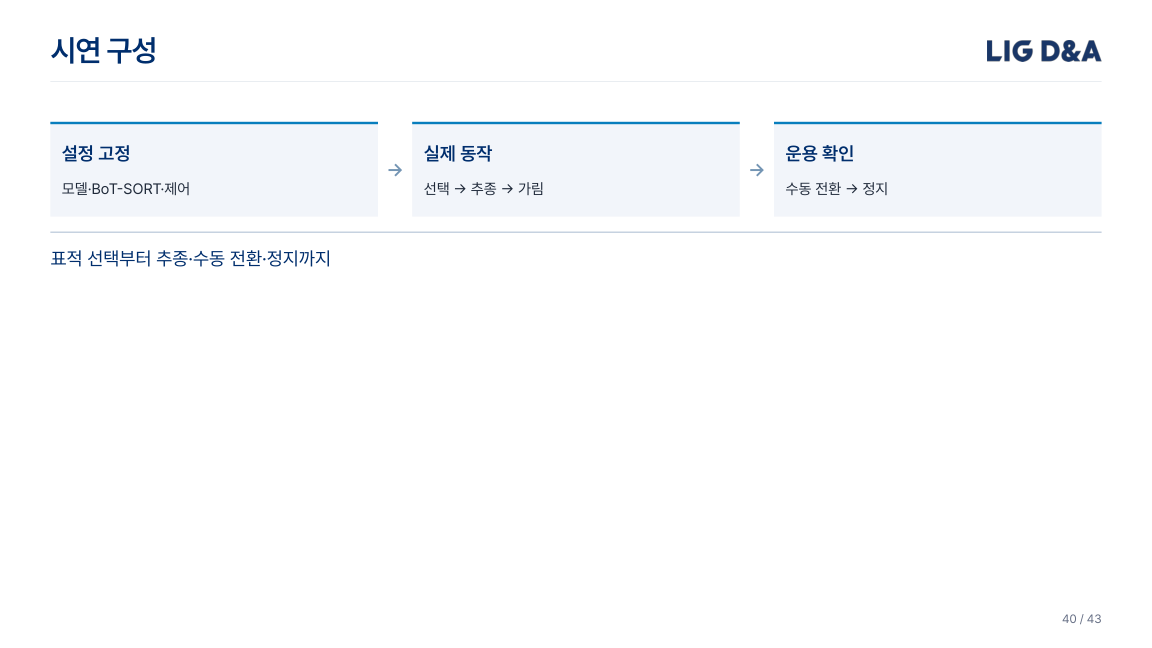 시연 구성
LIG D&A
설정 고정
모델·BoT-SORT·제어
→
실제 동작
선택 → 추종 → 가림
→
운용 확인
수동 전환 → 정지
표적 선택부터 추종·수동 전환·정지까지
40 / 43